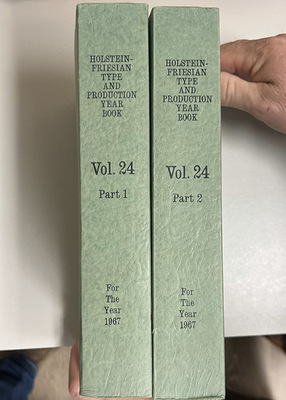 HOLSTEIN-
FRIESIAN
TYPE
AND
PRODUCTION
YEAR
BOOK
Vol. 24
Part 1
For
The
Year
1967
HOLSTEIN-
FRIESIAN
TYPE
AND
PRODUCTION
YEAR
BOOK
Vol. 24
Part 2
For
The
Year
1967